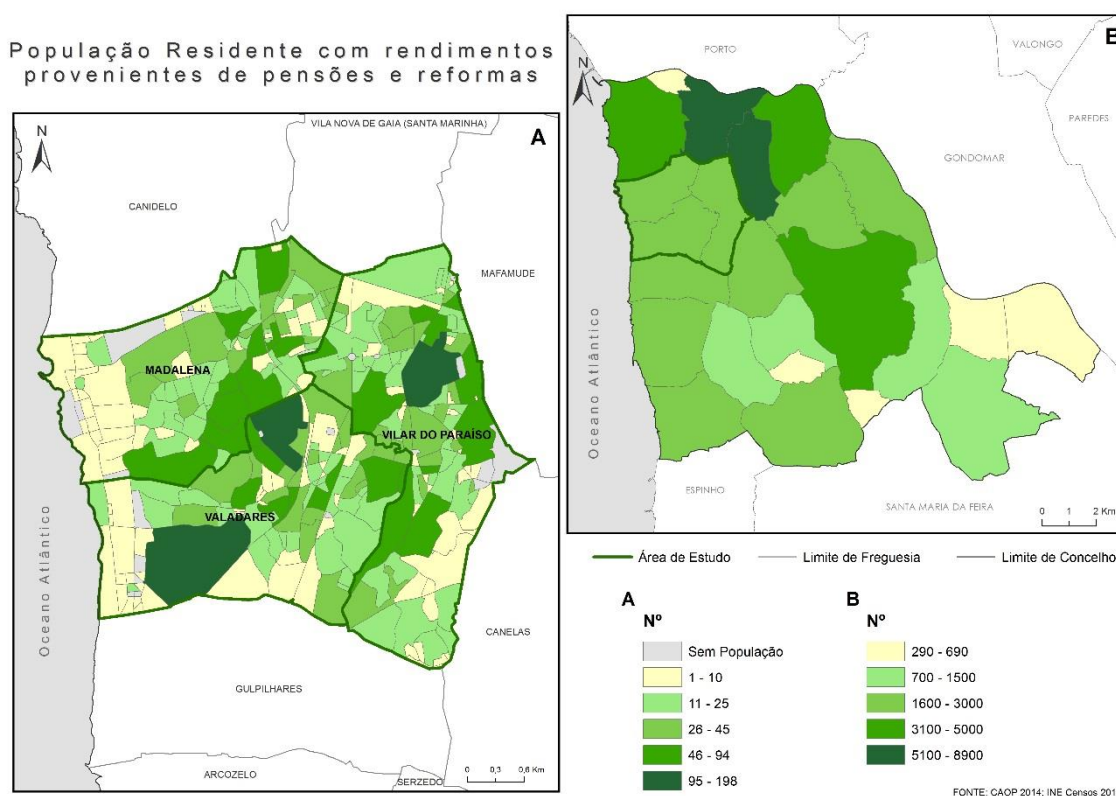 População Residente com rendimentos
provenientes de pensões e reformas
N
A
VILA NOVA DE GAIA (SANTA MARINHA)
CANIDELO
MAFAMUDE
MADALENA
VILAR DO PARAÍSO
VALADARES
Oceano Atlântico
CANELAS
GULPILHARES
ARCOZELO
SERZEDO
0 0,3 0,6 Km
B
N
PORTO
VALONGO
PAREDES
GONDOMAR
Oceano Atlântico
ESPINHO
SANTA MARIA DA FEIRA
0 1 2 Km
Área de Estudo
Limite de Freguesia
Limite de Concelho
A
Nº
Sem População
1 - 10
11 - 25
26 - 45
46 - 94
95 - 198
B
Nº
290 - 690
700 - 1500
1600 - 3000
3100 - 5000
5100 - 8900
FONTE: CAOP 2014; INE Censos 201